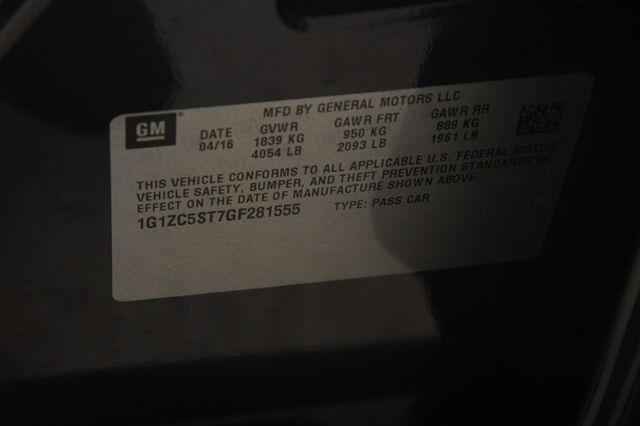 GM
MFD BY GENERAL MOTORS LLC
DATE GVWR GAWR FRT GAWR RR
04/16 1839 KG 950 KG 889 KG
4054 LB 2093 LB 1961 LB
THIS VEHICLE CONFORMS TO ALL APPLICABLE U.S. FEDERAL MOTOR
VEHICLE SAFETY, BUMPER, AND THEFT PREVENTION STANDARDS IN
EFFECT ON THE DATE OF MANUFACTURE SHOWN ABOVE.
1G1ZC5ST7GF281555 TYPE: PASS CAR